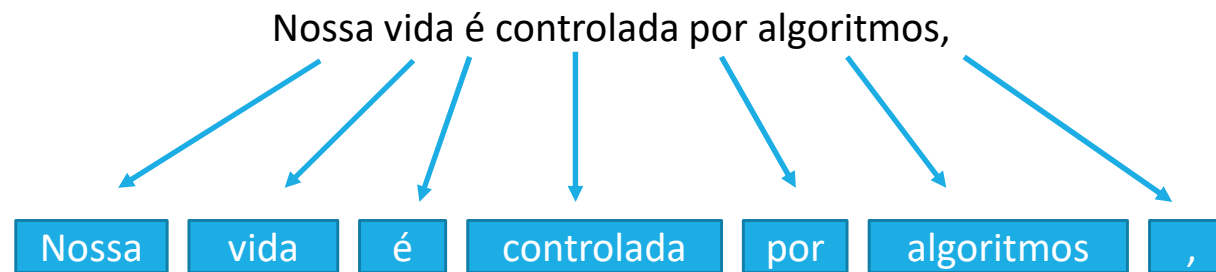 Nossa vida é controlada por algoritmos,
Nossa vida é controlada por algoritmos ,